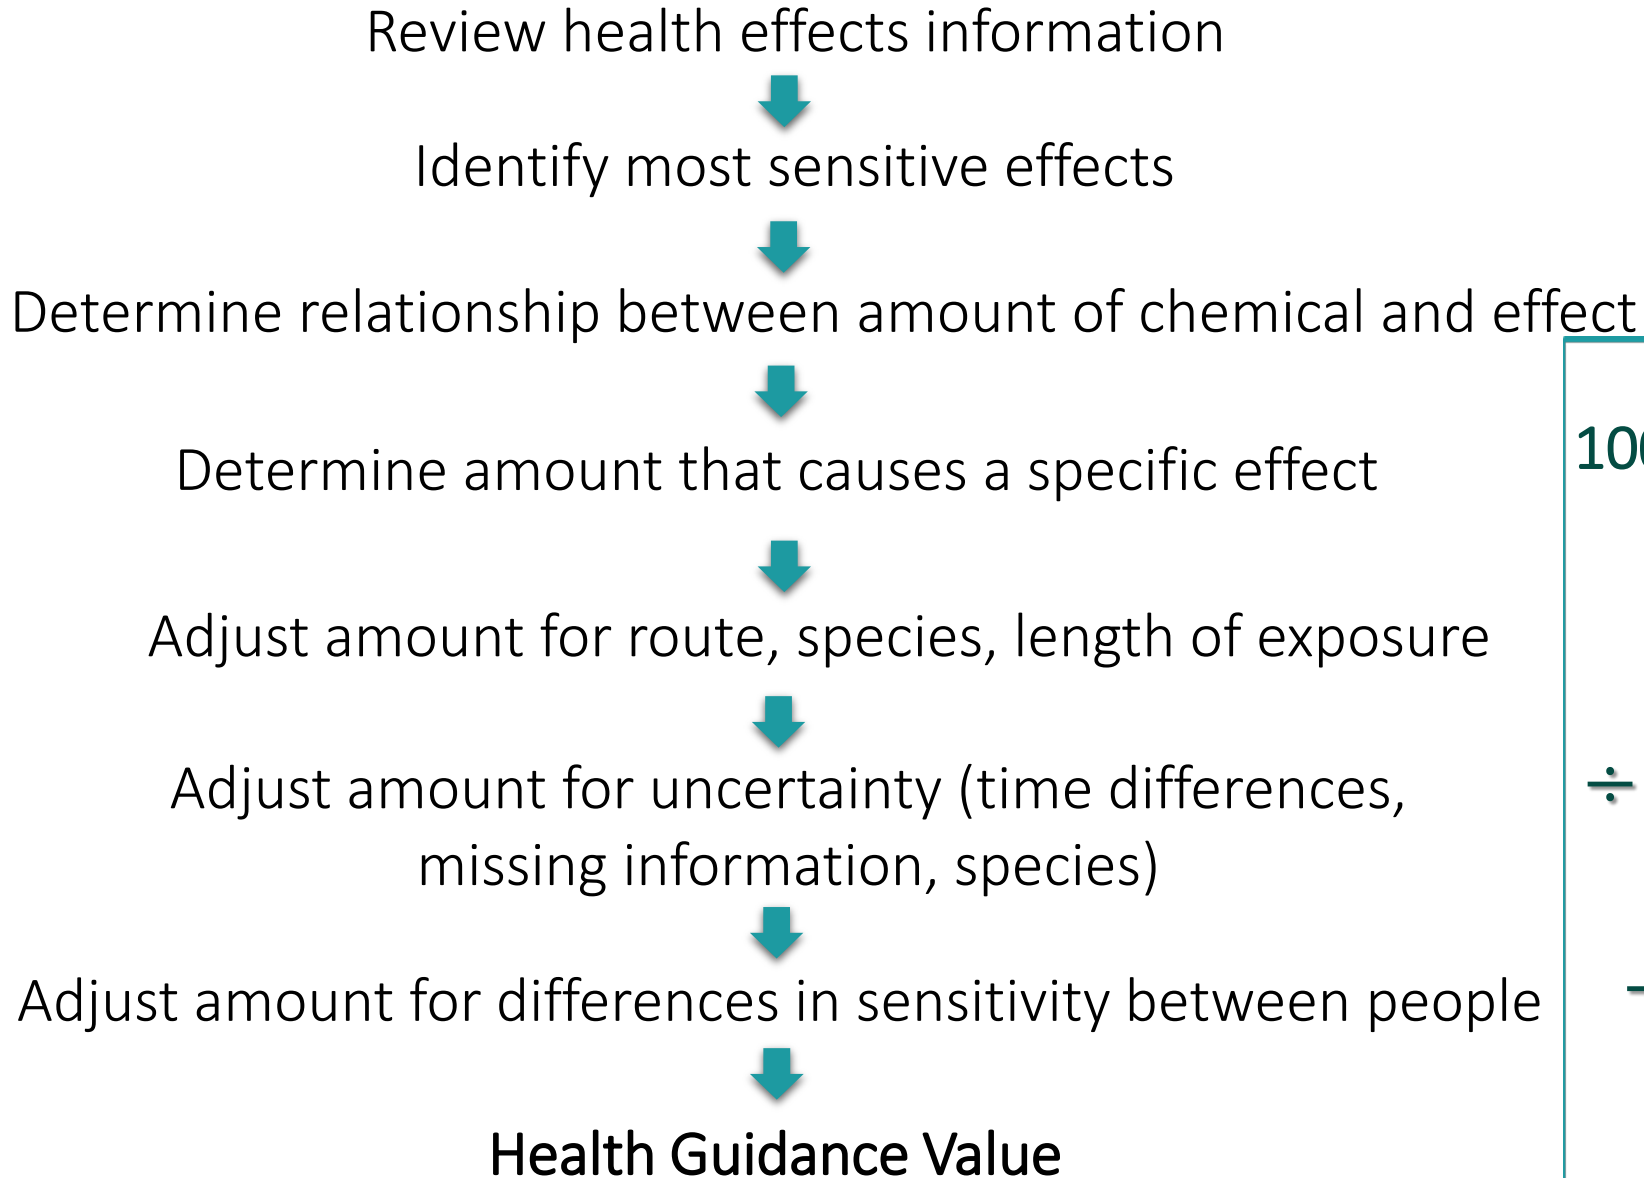 Review health effects information
Identify most sensitive effects
Determine relationship between amount of chemical and effect
Determine amount that causes a specific effect
Adjust amount for route, species, length of exposure
Adjust amount for uncertainty (time differences,
missing information, species)
Adjust amount for differences in sensitivity between people
Health Guidance Value
÷